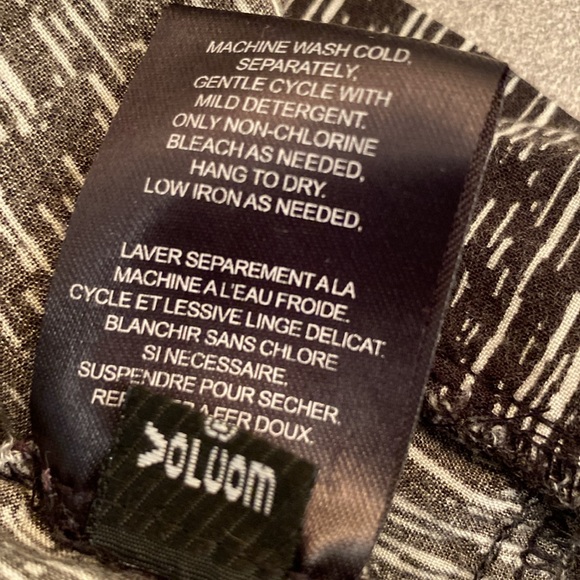 MACHINE WASH COLD,
SEPARATELY,
GENTLE CYCLE WITH
MILD DETERGENT.
ONLY NON-CHLORINE
BLEACH AS NEEDED,
HANG TO DRY.
LOW IRON AS NEEDED,
LAVER SEPAREMENT A LA
MACHINE A L'EAU FROIDE.
CYCLE ET LESSIVE LINGE DELICAT.
BLANCHIR SANS CHLORE
SI NECESSAIRE.
SUSPENDRE POUR SECHER.
A FER DOUX.
VOLCOM